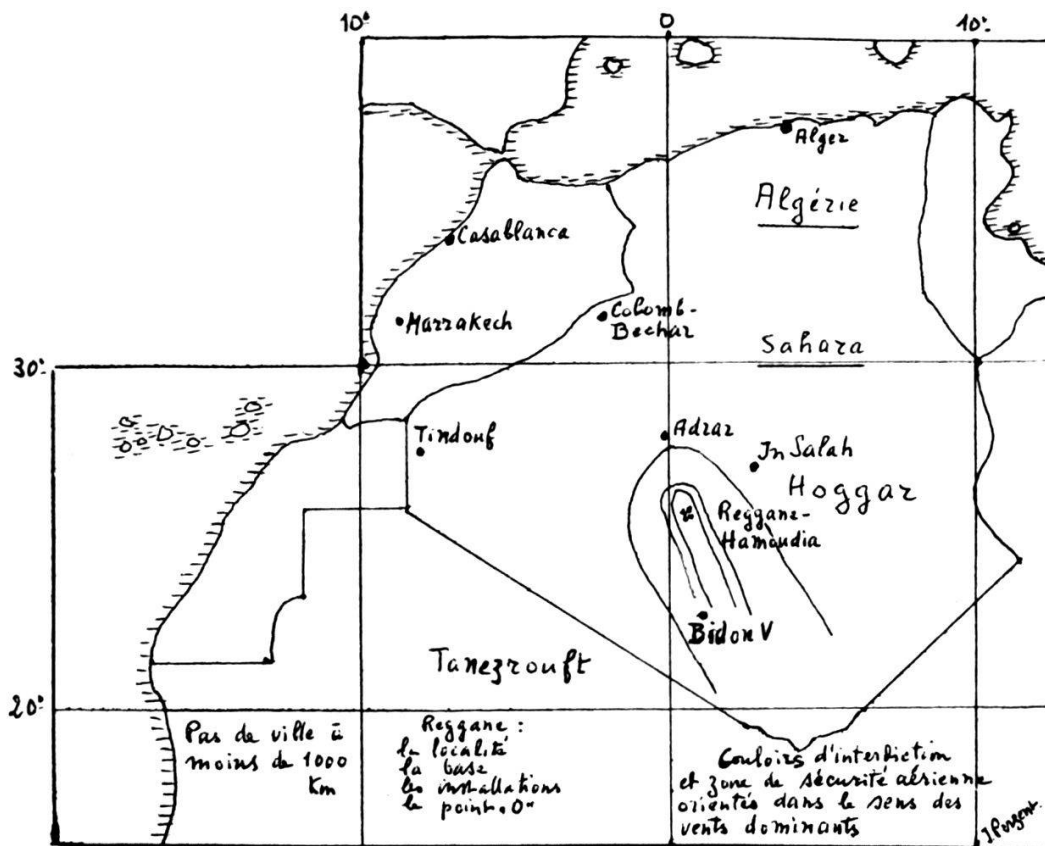 10°
0
10°
Alger
Algérie
Casablanca
Marrakech
Colomb-
Bechar
Sahara
30°
Tindouf
Adrar
In Salah
Hoggar
Reggane-
Hamoudia
Bidon V
Tanezrouft
20°
Pas de ville à
moins de 1000
Km
Reggane :
la localité
la base
les installations
le point "0"
Couloirs d'interdiction
et zone de sécurité aérienne
orientés dans le sens des
vents dominants